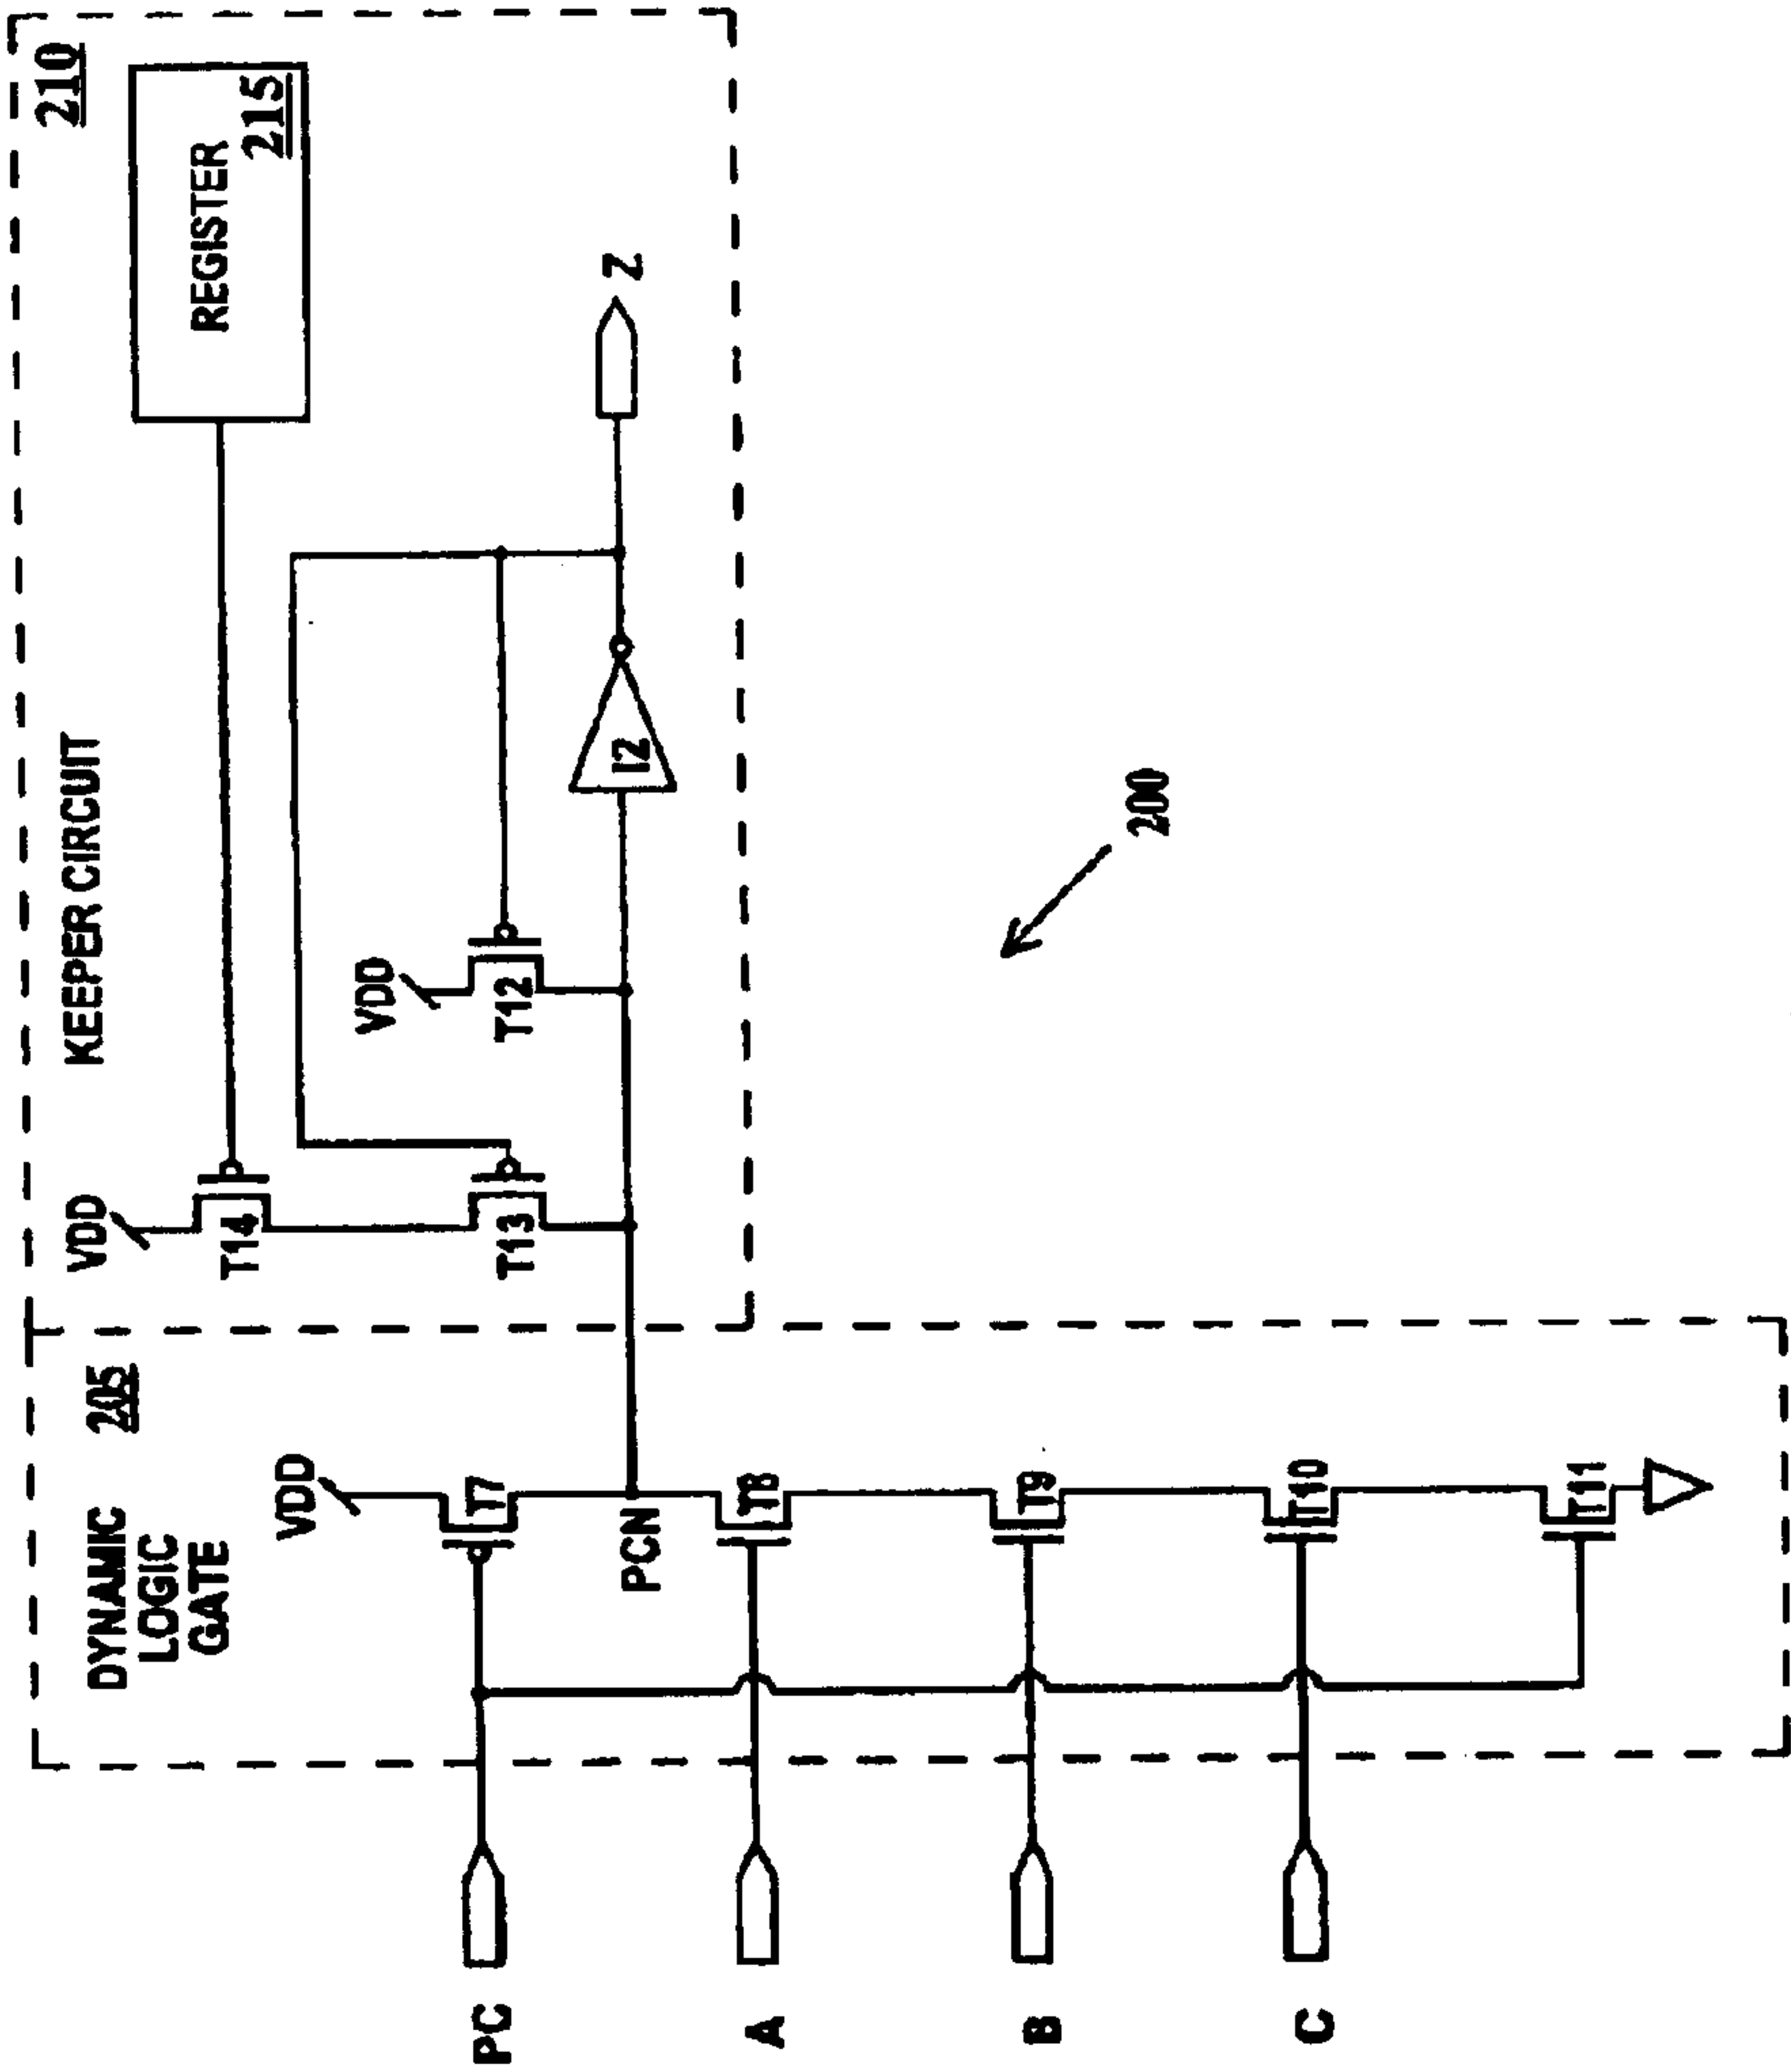 DYNAMIC
LOGIC
GATE
205
KEEPER CIRCUIT
210
VDD
T14
REGISTER
215
VDD
T7
T13
VDD
T12
I2
Z
PC
PCN
A
T8
B
T9
C
T10
T11
200